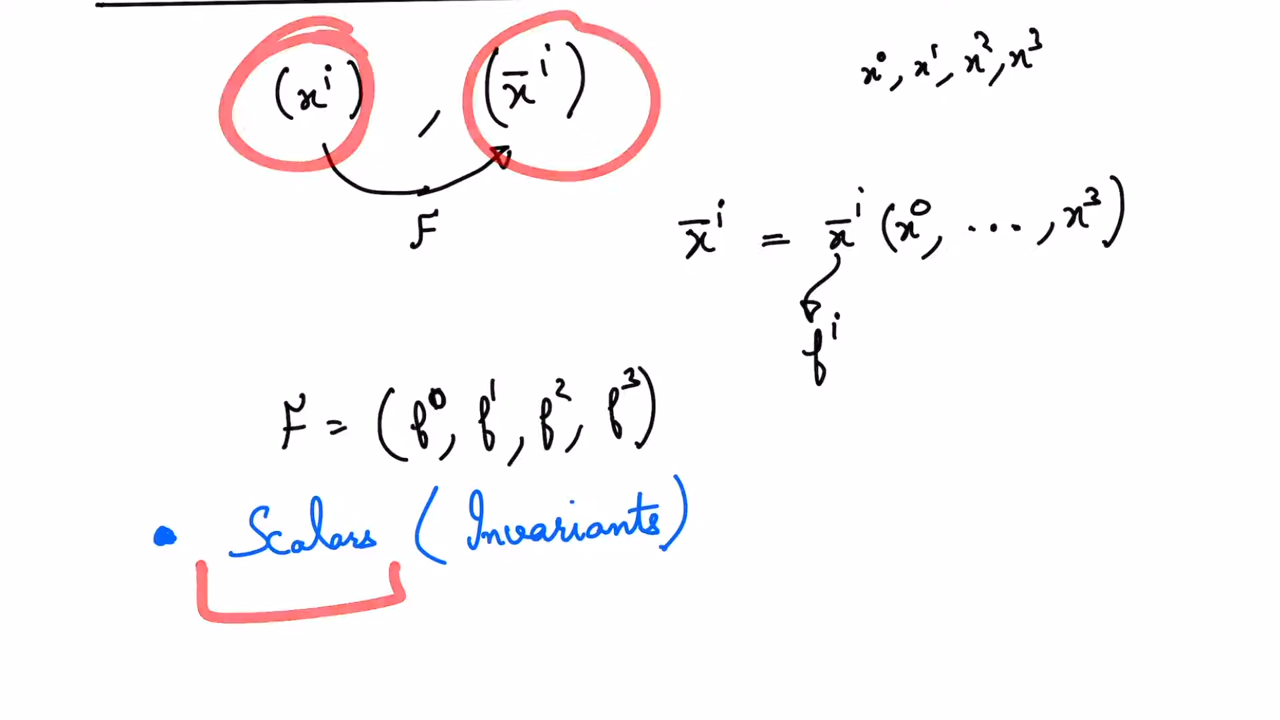 (xⁱ) , (x̄ⁱ)
x⁰, x¹, x², x³
F
x̄ⁱ = x̄ⁱ (x⁰, ..., x³)
fⁱ
F = (f⁰, f¹, f², f³)
• Scalars (Invariants)